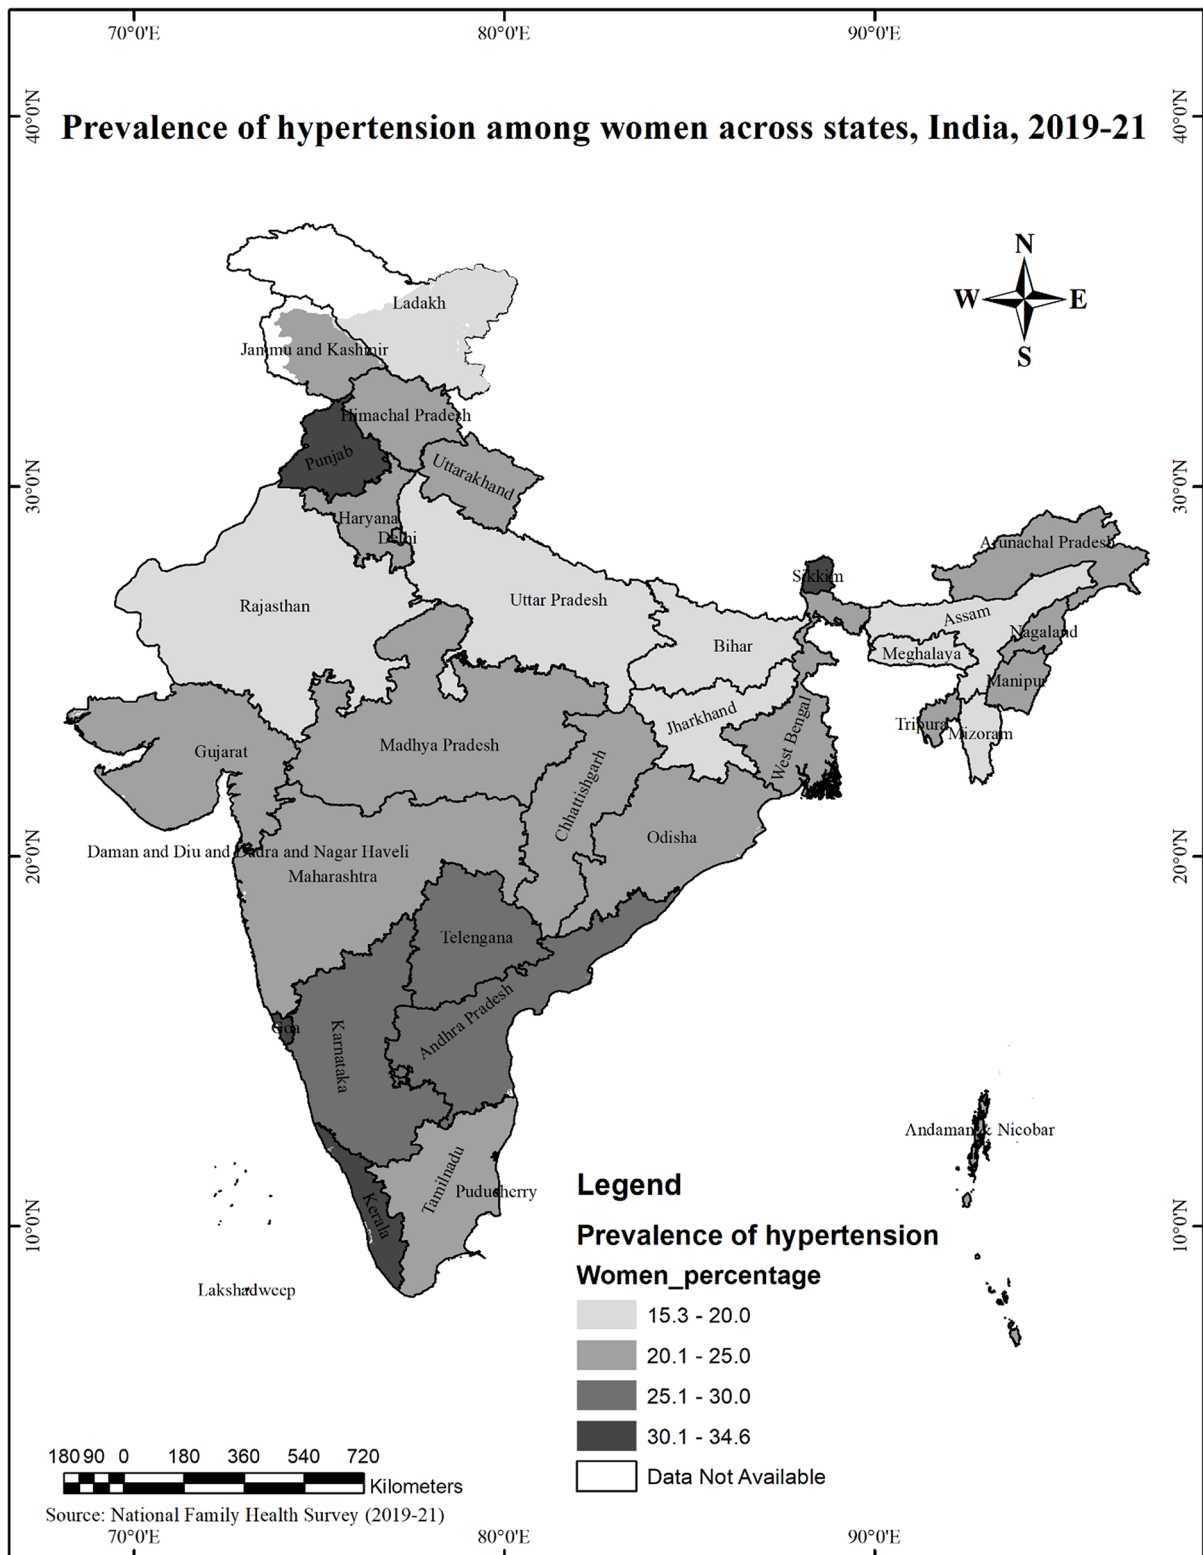 70°0'E 80°0'E 90°0'E
40°0'N 40°0'N
Prevalence of hypertension among women across states, India, 2019-21
N
W E
S
Ladakh
Jammu and Kashmir
Himachal Pradesh
Punjab
Uttarakhand
30°0'N 30°0'N
Haryana
Delhi
Arunachal Pradesh
Sikkim
Rajasthan
Uttar Pradesh
Assam
Nagaland
Bihar
Meghalaya
Manipur
Jharkhand
Tripura
Mizoram
West Bengal
Gujarat
Madhya Pradesh
Chhattishgarh
Odisha
20°0'N 20°0'N
Daman and Diu and Dadra and Nagar Haveli
Maharashtra
Telengana
Andhra Pradesh
Goa
Karnataka
Andaman & Nicobar
Tamilnadu
Puducherry
Kerala
10°0'N 10°0'N
Lakshadweep
Legend
Prevalence of hypertension
Women_percentage
15.3 - 20.0
20.1 - 25.0
25.1 - 30.0
30.1 - 34.6
Data Not Available
180 90 0 180 360 540 720
Kilometers
Source: National Family Health Survey (2019-21)
70°0'E 80°0'E 90°0'E